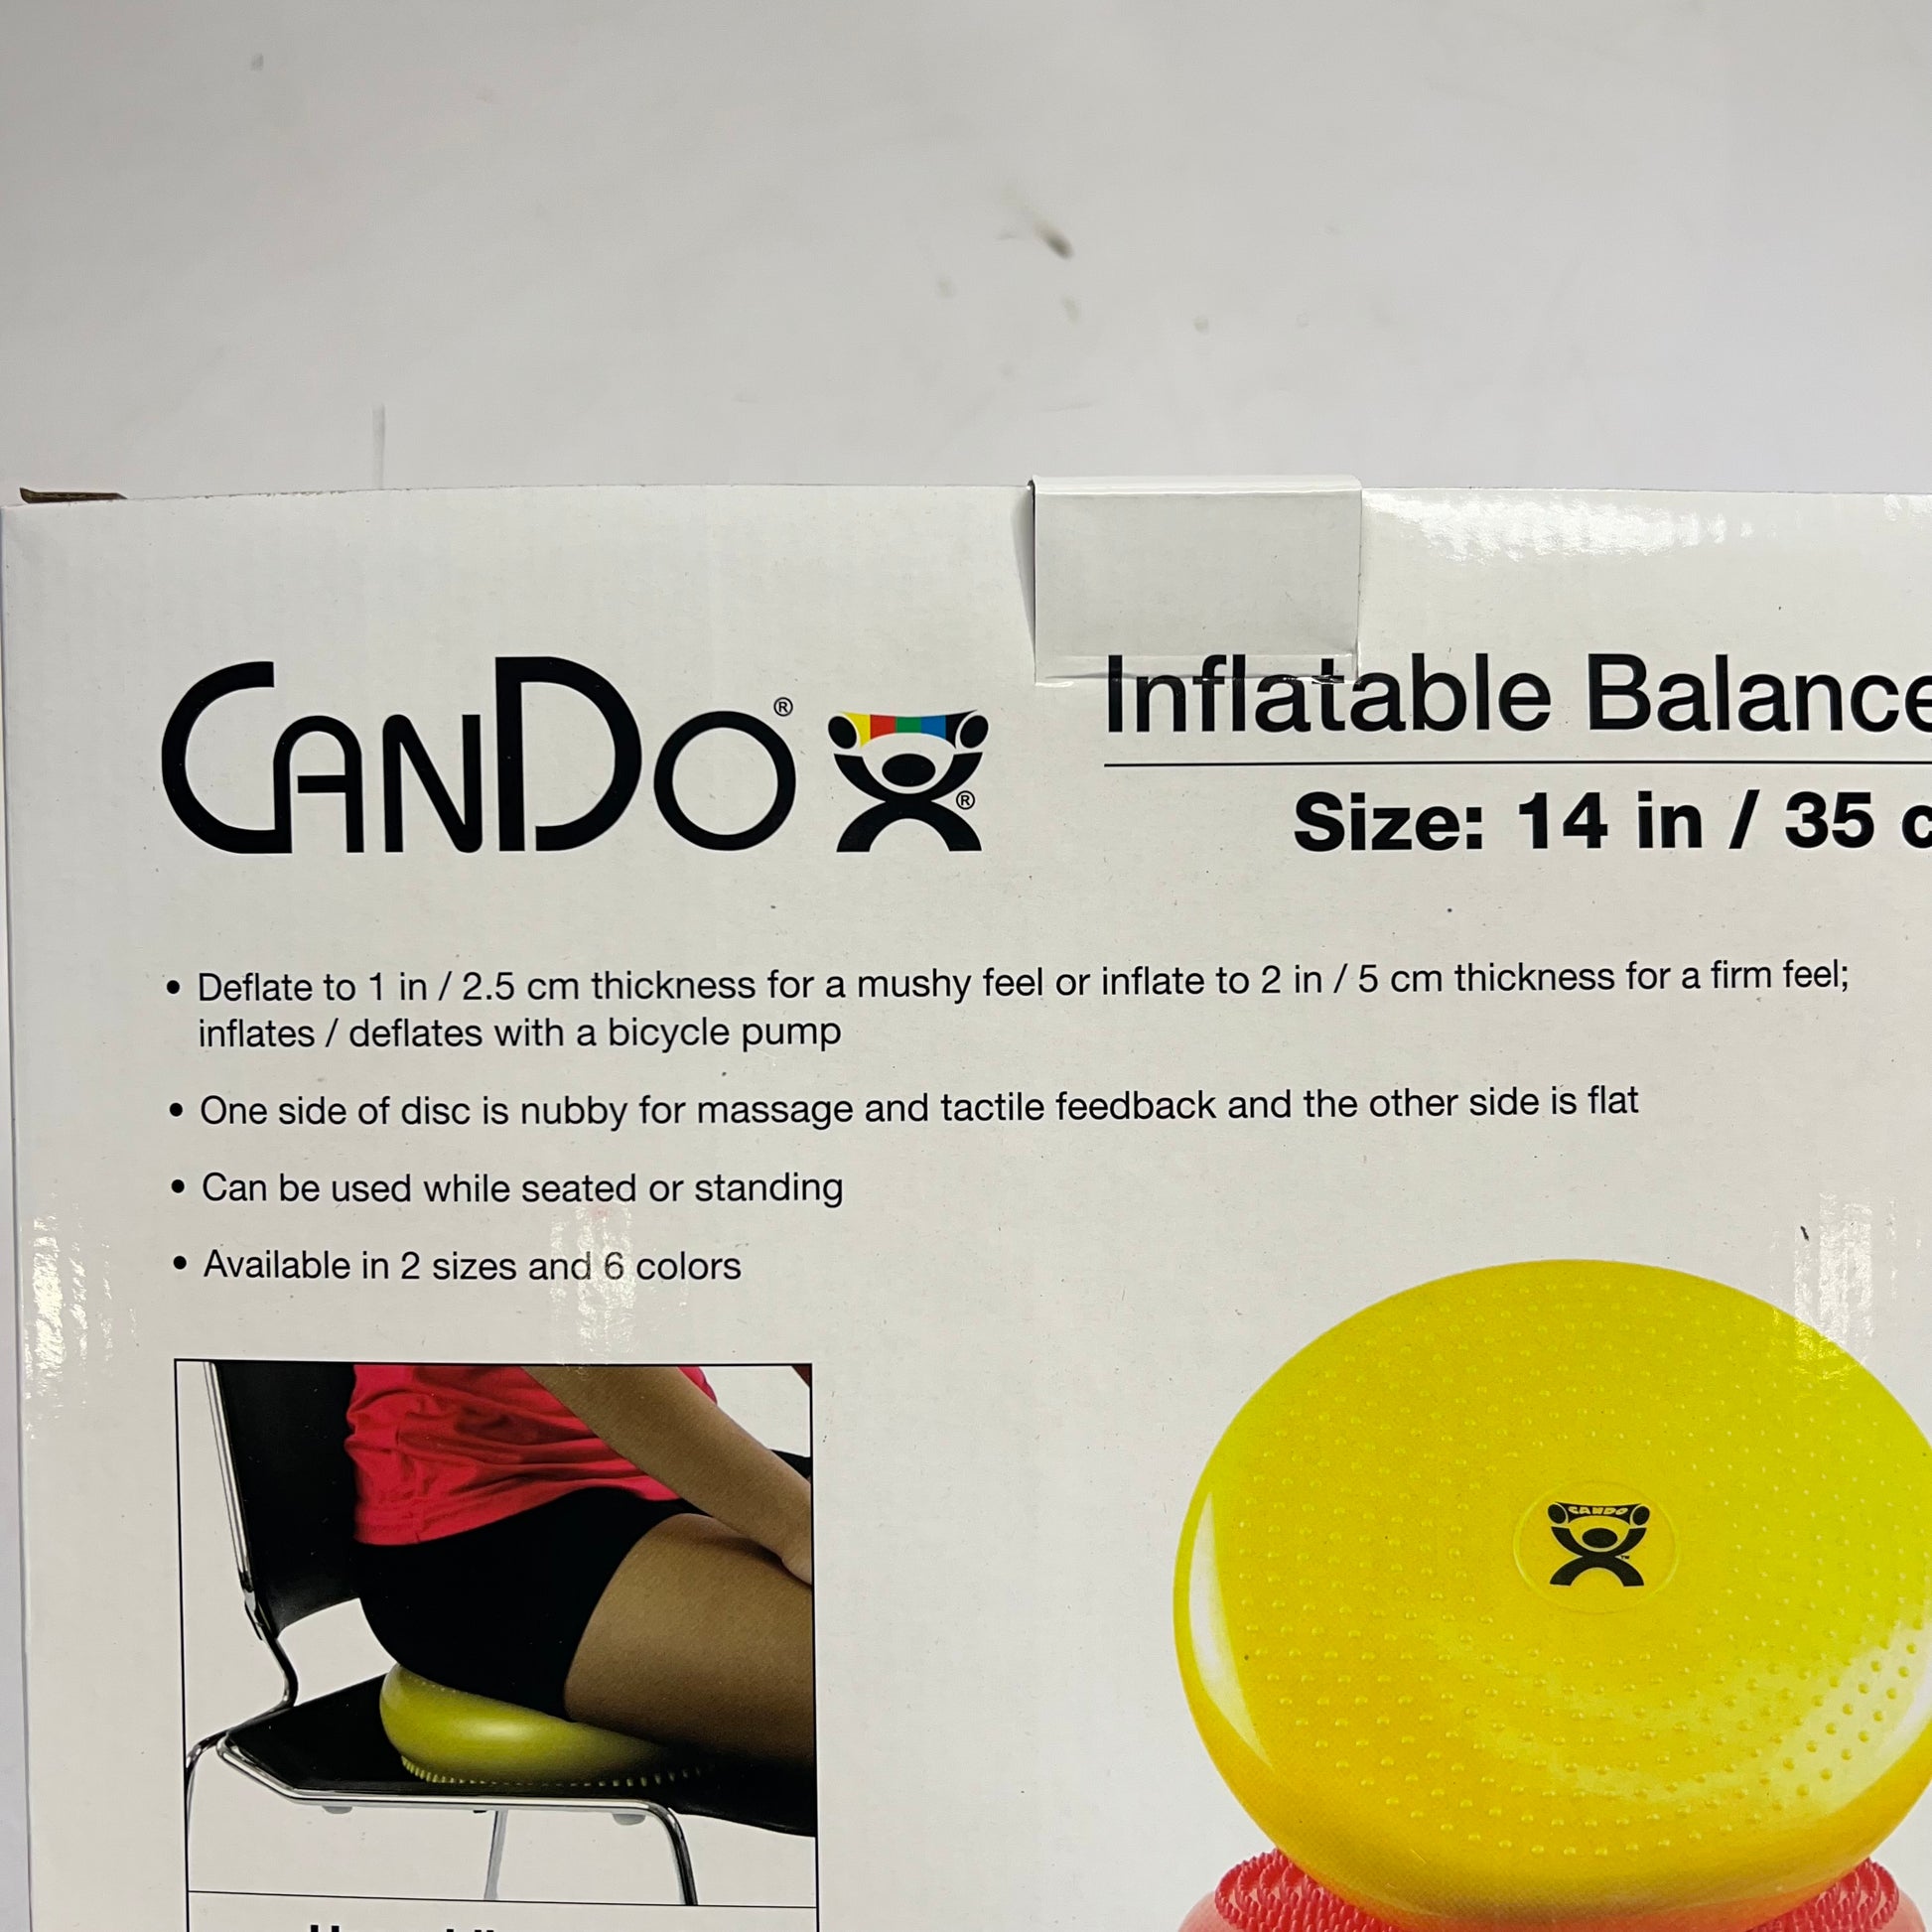 CanDo®
®
Inflatable Balance
Size: 14 in / 35 c
• Deflate to 1 in / 2.5 cm thickness for a mushy feel or inflate to 2 in / 5 cm thickness for a firm feel;
inflates / deflates with a bicycle pump
• One side of disc is nubby for massage and tactile feedback and the other side is flat
• Can be used while seated or standing
• Available in 2 sizes and 6 colors
CANDO
™